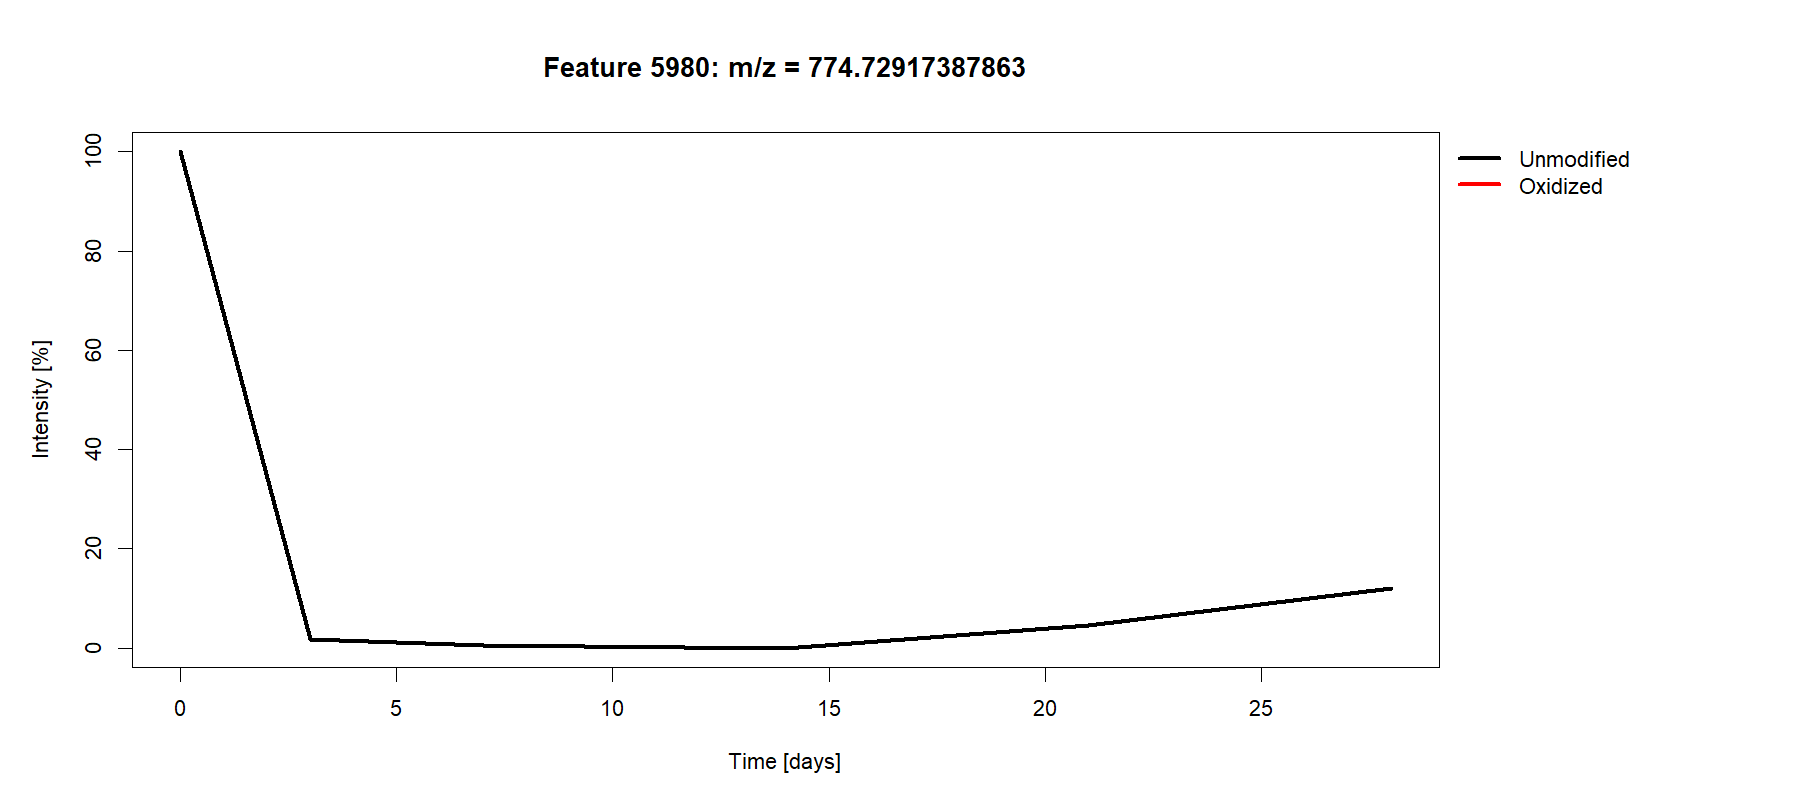 Feature 5980: m/z = 774.72917387863
Unmodified
Oxidized
Intensity [%]
100
80
60
40
20
0
0 5 10 15 20 25
Time [days]